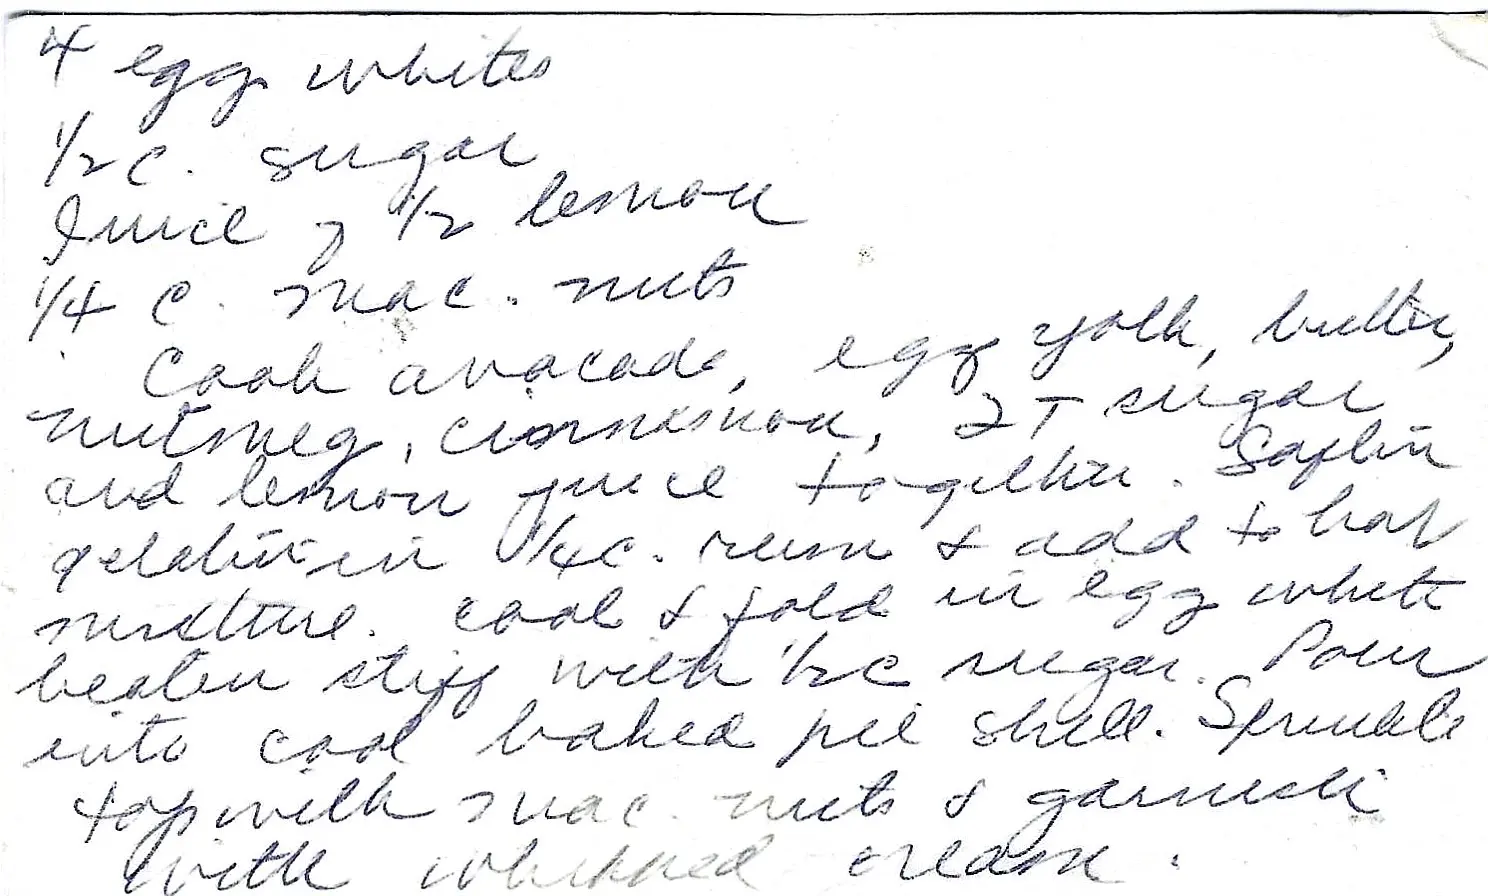 4 egg whites
1/2 c. sugar
Juice of 1/2 lemon
1/4 c. mac. nuts
Cook avocado, egg yolk, butter,
nutmeg, cinnamon, 2T sugar
and lemon juice together. Soften
gelatin in 1/4 c. rum & add to hot
mixture. cool & fold in egg white
beaten stiff with 1/2 c sugar. Pour
into cool baked pie shell. Sprinkle
top with mac. nuts & garnish
with whipped cream.